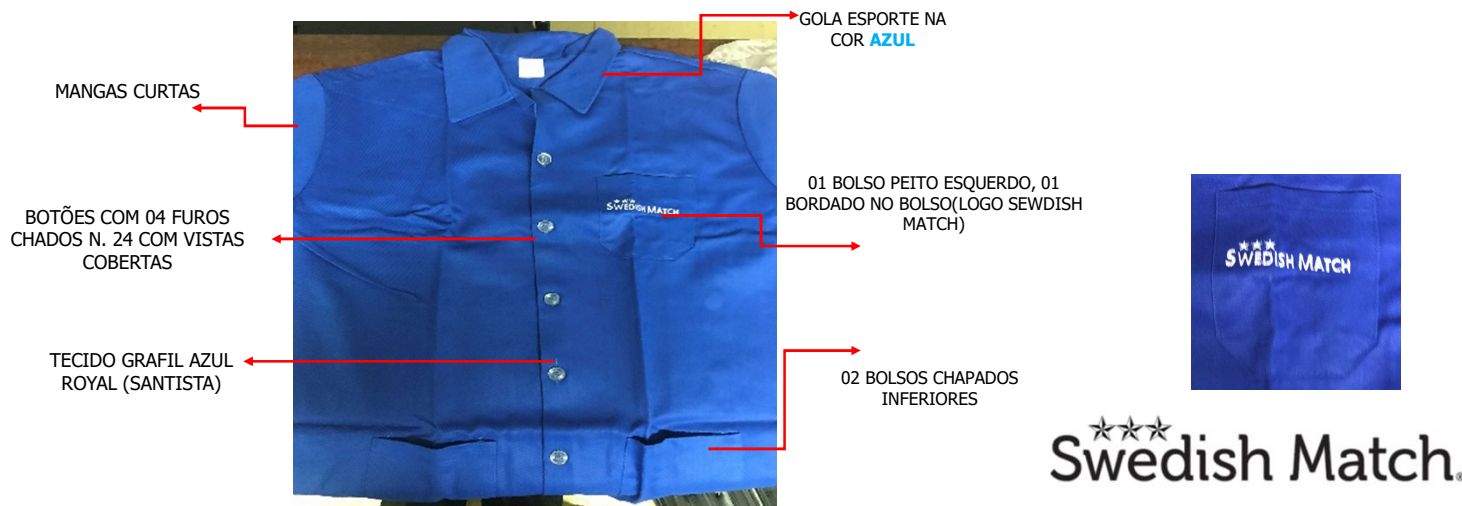 GOLA ESPORTE NA
COR AZUL
MANGAS CURTAS
01 BOLSO PEITO ESQUERDO, 01
BORDADO NO BOLSO(LOGO SEWDISH
MATCH)
BOTÕES COM 04 FUROS
CHADOS N. 24 COM VISTAS
COBERTAS
TECIDO GRAFIL AZUL
ROYAL (SANTISTA)
02 BOLSOS CHAPADOS
INFERIORES
SWEDISH MATCH
SWEDISH MATCH
Swedish Match®